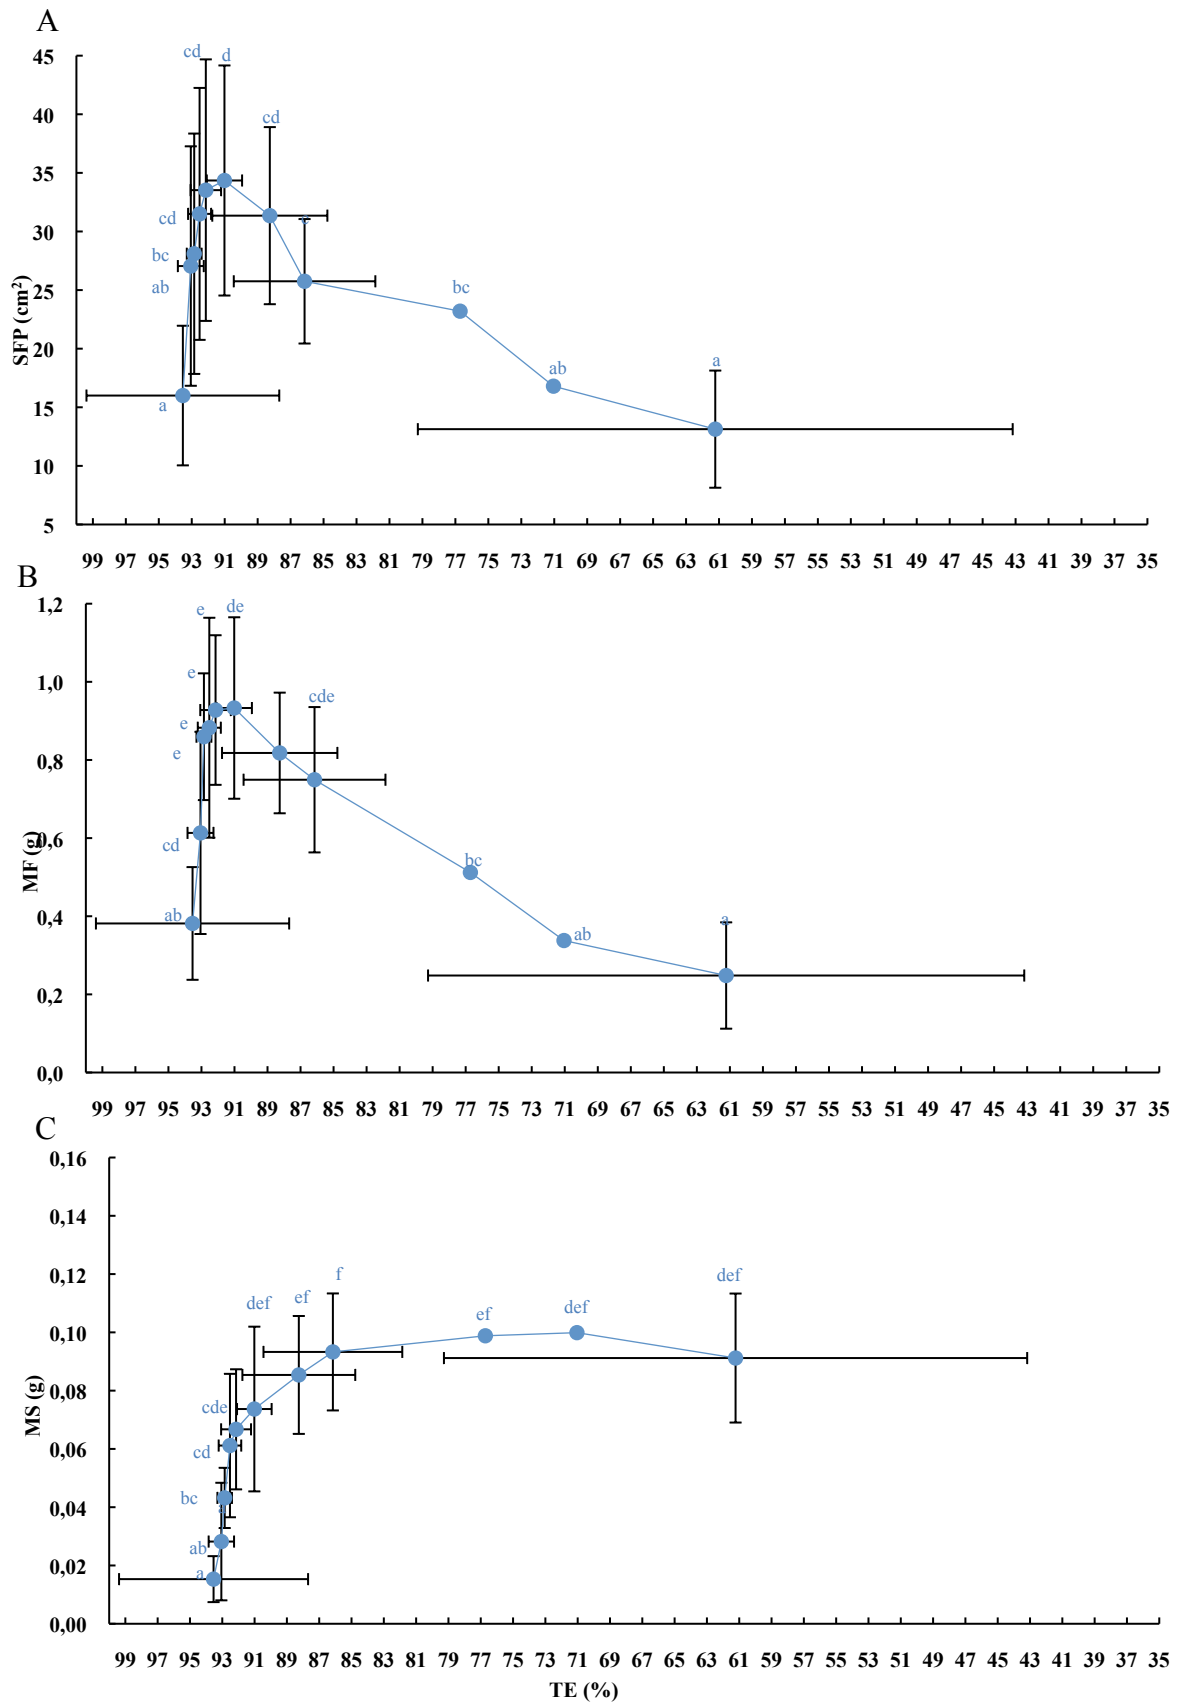 A
45
40
35
30
25
20
15
10
5
SFP (cm²)
cd
d
cd
cd
c
bc
bc
ab
ab
a
a
99 97 95 93 91 89 87 85 83 81 79 77 75 73 71 69 67 65 63 61 59 57 55 53 51 49 47 45 43 41 39 37 35
B
1,2
1,0
0,8
0,6
0,4
0,2
0,0
MF (g)
e
de
e
cde
e
e
cd
bc
ab
ab
a
99 97 95 93 91 89 87 85 83 81 79 77 75 73 71 69 67 65 63 61 59 57 55 53 51 49 47 45 43 41 39 37 35
C
0,16
0,14
0,12
0,10
0,08
0,06
0,04
0,02
0,00
MS (g)
f
def
ef
def
ef
def
cde
cd
bc
ab
a
99 97 95 93 91 89 87 85 83 81 79 77 75 73 71 69 67 65 63 61 59 57 55 53 51 49 47 45 43 41 39 37 35
TE (%)